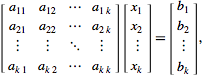 [a₁₁ a₁₂ ⋯ a₁ₖ] [x₁] = [b₁]
[a₂₁ a₂₂ ⋯ a₂ₖ] [x₂] [b₂]
[⋮ ⋮ ⋱ ⋮] [⋮] [⋮]
[aₖ₁ aₖ₂ ⋯ aₖₖ] [xₖ] [bₖ],